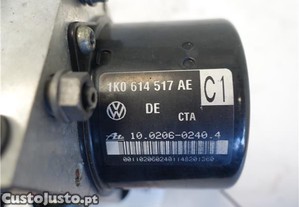 1K0 614 517 AE
C1
DE
CTA
10.0206-0240.4
CustoJusto.pt